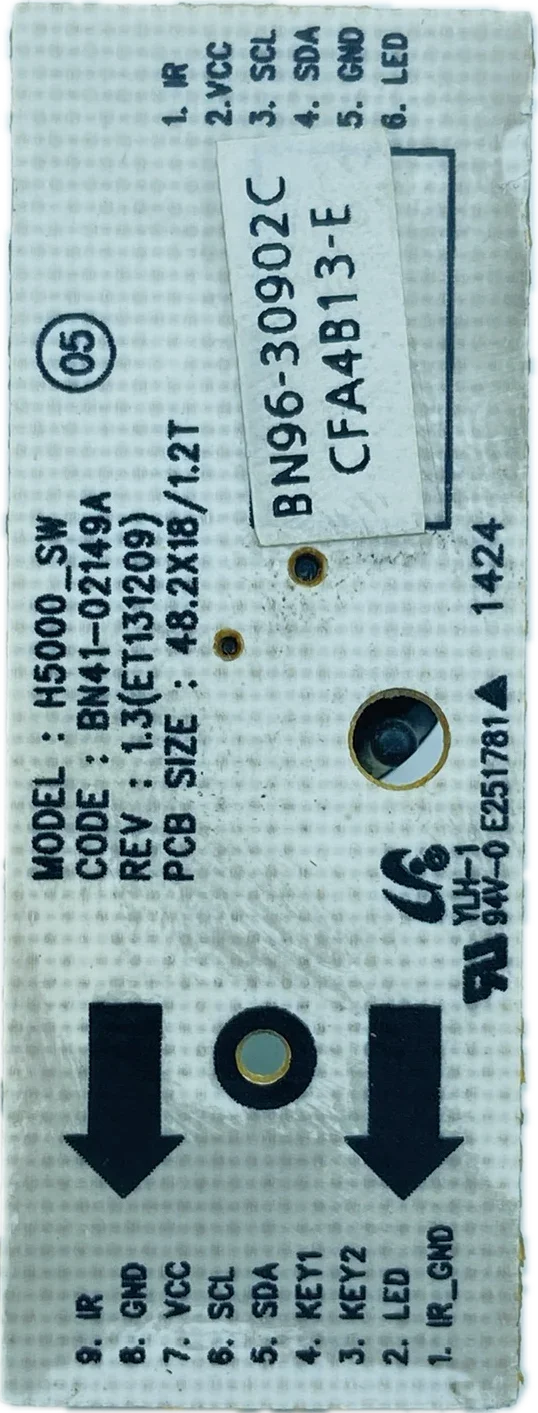 1. IR
2.VCC
3. SCL
4. SDA
5. GND
6. LED
BN96-30902C
CFA4B13-E
05
MODEL : H5000_SW
CODE : BN41-02149A
REV : 1.3(ET131209)
PCB SIZE : 48.2X18/1.2T
1424
YLH-1
94V-0 E251781
9. IR
8. GND
7. VCC
6. SCL
5. SDA
4. KEY1
3. KEY2
2. LED
1. IR_GND